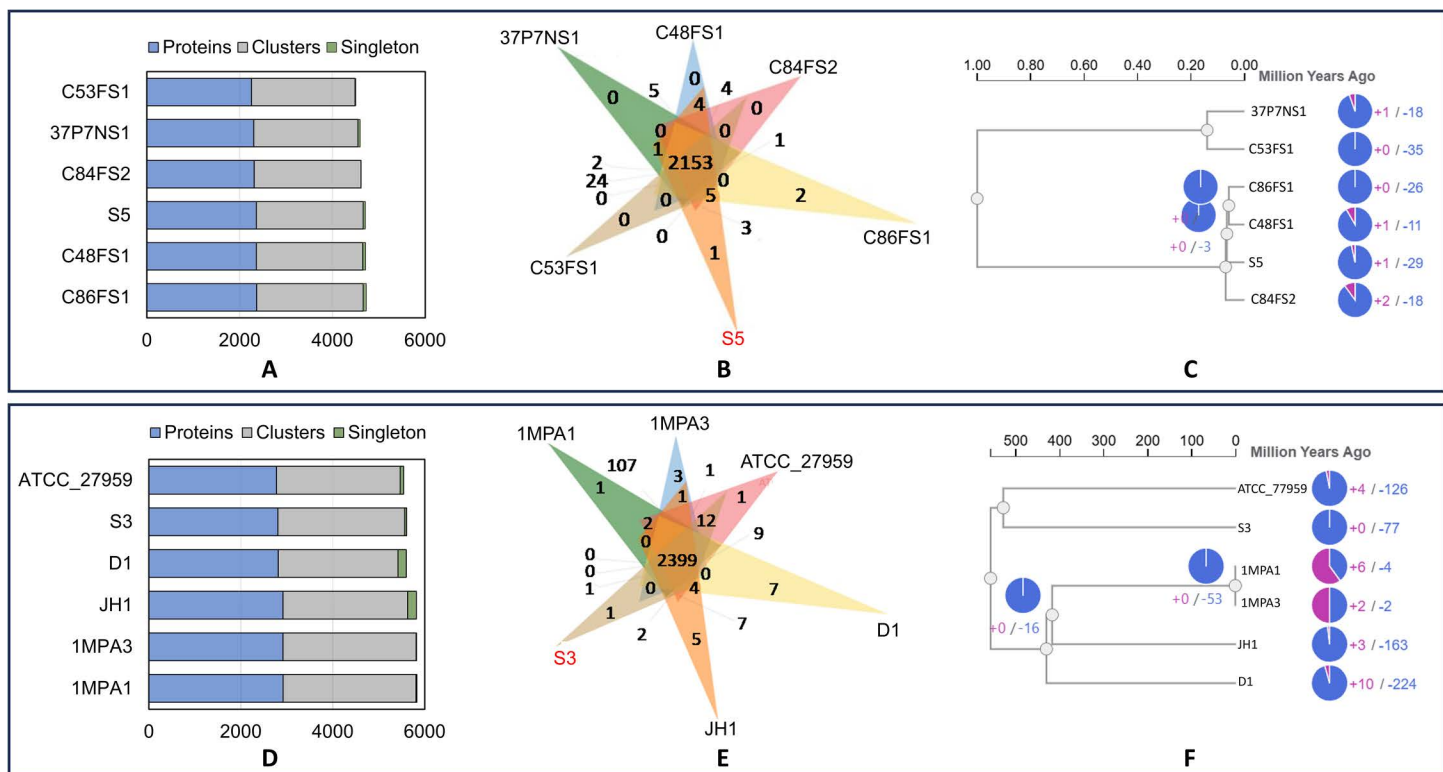 Proteins Clusters Singleton
C53FS1
37P7NS1
C84FS2
S5
C48FS1
C86FS1
0 2000 4000 6000
A
37P7NS1
C48FS1
C84FS2
C86FS1
S5
C53FS1
0
5
0
4
4
0
0
0
1
1
2153
2
24
0
0
5
0
2
0
0
3
1
B
1.00 0.80 0.60 0.40 0.20 0.00
Million Years Ago
37P7NS1 +1 / -18
C53FS1 +0 / -35
C86FS1 +0 / -26
C48FS1 +1 / -11
+0 / -3
S5 +1 / -29
C84FS2 +2 / -18
C
Proteins Clusters Singleton
ATCC_27959
S3
D1
JH1
1MPA3
1MPA1
0 2000 4000 6000
D
1MPA1
1MPA3
ATCC_27959
D1
JH1
S3
107
1
3
1
1
1
2
12
0
9
2399
0
0
1
0
4
0
7
1
2
5
7
E
500 400 300 200 100 0
Million Years Ago
ATCC_77959 +4 / -126
S3 +0 / -77
1MPA1 +6 / -4
+0 / -53
1MPA3 +2 / -2
+0 / -16
JH1 +3 / -163
D1 +10 / -224
F